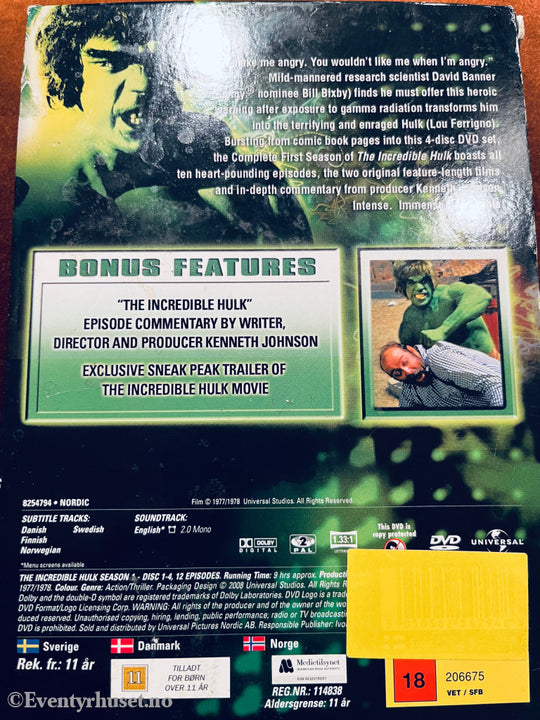 ke me angry. You wouldn't like me when I'm angry."
Mild-mannered research scientist David Banner
nominee Bill Bixby) finds he must offer this heroic
warning after exposure to gamma radiation transforms him
into the terrifying and enraged Hulk (Lou Ferrigno).
Bursting from comic book pages into this 4-disc DVD set,
the Complete First Season of The Incredible Hulk boasts all
ten heart-pounding episodes, the two original feature-length films
and in-depth commentary from producer Kenneth Johnson
Intense.
BONUS FEATURES
"THE INCREDIBLE HULK"
EPISODE COMMENTARY BY WRITER,
DIRECTOR AND PRODUCER KENNETH JOHNSON
EXCLUSIVE SNEAK PEAK TRAILER OF
THE INCREDIBLE HULK MOVIE
8254794 • NORDIC
Film © 1977/1978 Universal Studios. All Rights Reserved.
SUBTITLE TRACKS:
Danish Swedish
Finnish
Norwegian
*Menu screens available
SOUNDTRACK:
English* 2.0 Mono
DOLBY
DIGITAL
2
PAL
1.33:1
This DVD is
copy protected
DVD
UNIVERSAL
THE INCREDIBLE HULK SEASON 1 - DISC 1-4, 12 EPISODES. Running Time: 9 hrs approx.
1977/1978. Colour. Genre: Action/Thriller. Packaging Design © 2008 Universal Studios. All
Dolby and the double-D symbol are registered trademarks of Dolby Laboratories. DVD Logo is a
DVD Format/Logo Licensing Corp. WARNING: All rights of the producer and of the owner of the
reserved. Unauthorised copying, hiring, lending, public performance, radio or TV
DVD is prohibited. Sold and distributed by Universal Pictures Nordic AB. Responsible Publisher:
Sverige
Danmark
Norge
Rek. fr.: 11 år
11
TILLADT
FOR BØRN
OVER 11 ÅR
Medietilsynet
REG.NR.: 114838
Aldersgrense: 11 år
18
206675
VET / SFB
©Eventyrhuset.no